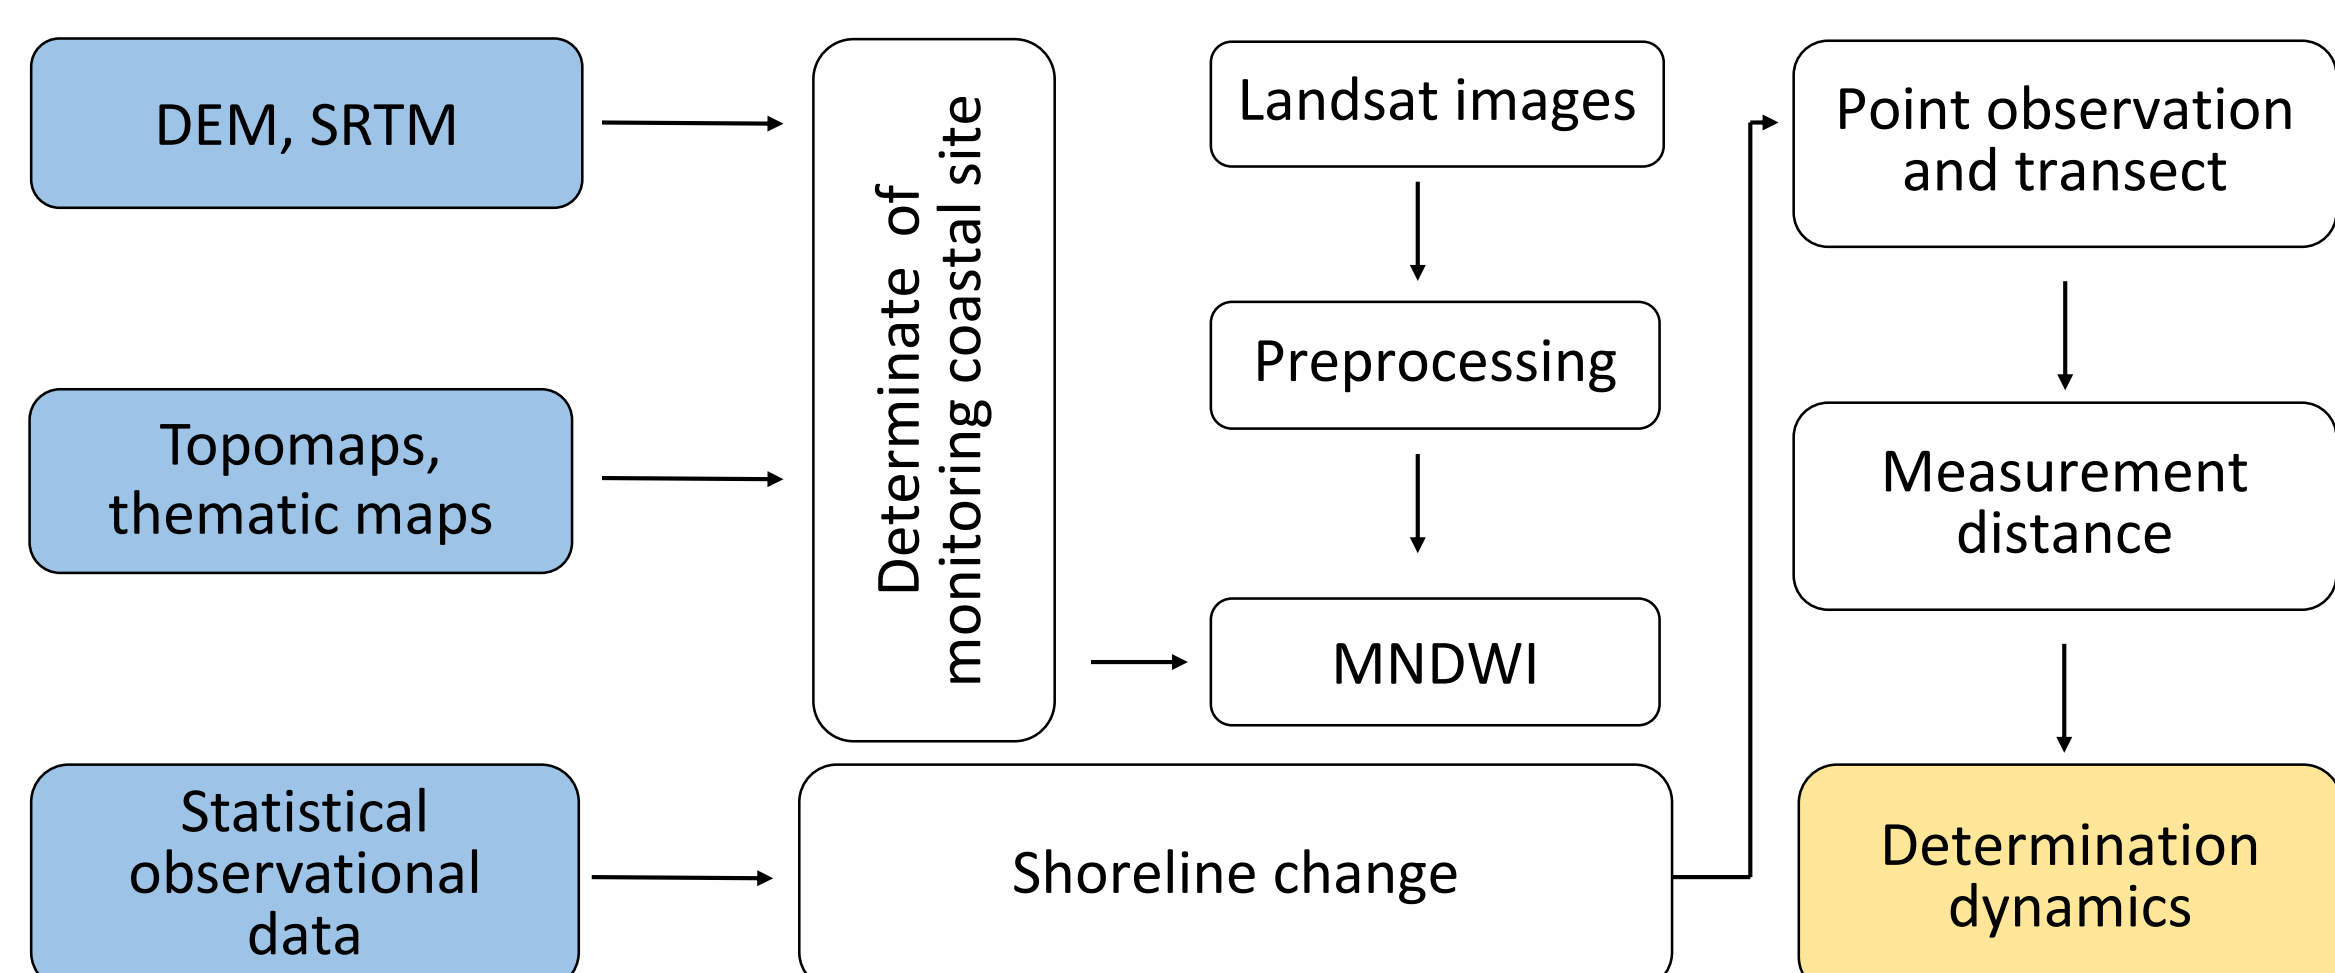 DEM, SRTM
Topomaps,
thematic maps
Statistical
observational
data
Determinate of
monitoring coastal site
Landsat images
Preprocessing
MNDWI
Shoreline change
Point observation
and transect
Measurement
distance
Determination
dynamics